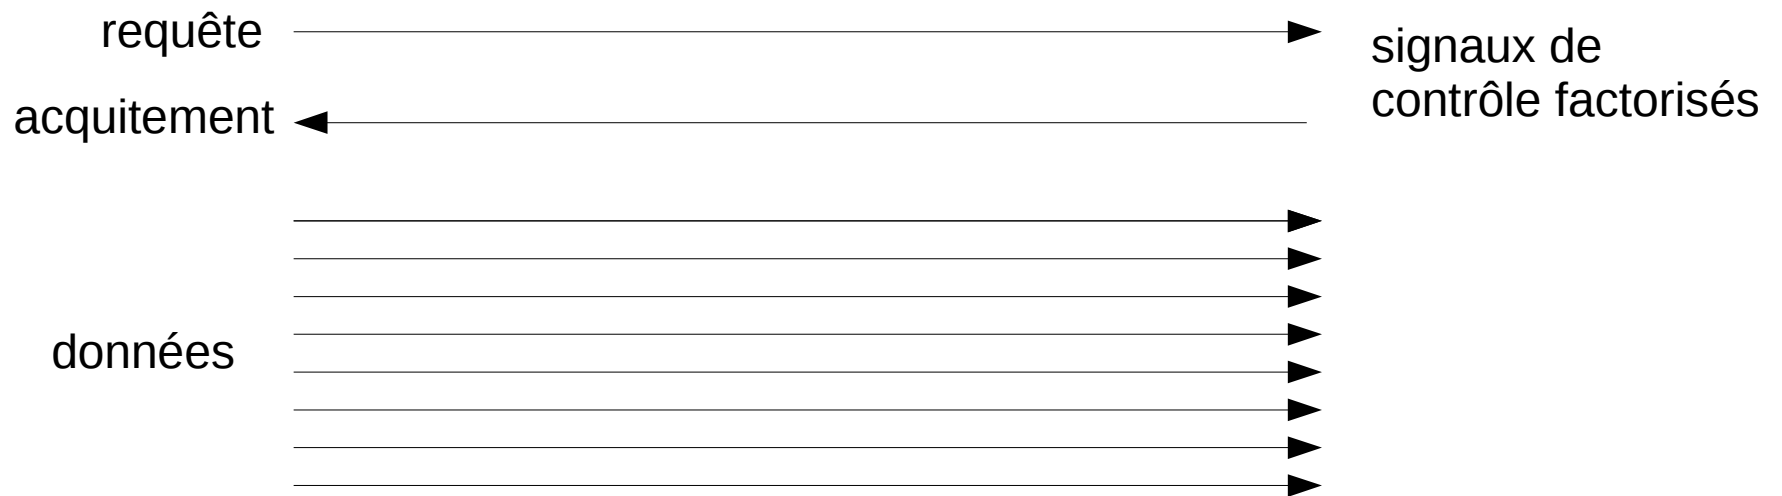 requête
signaux de
contrôle factorisés
acquitement
données